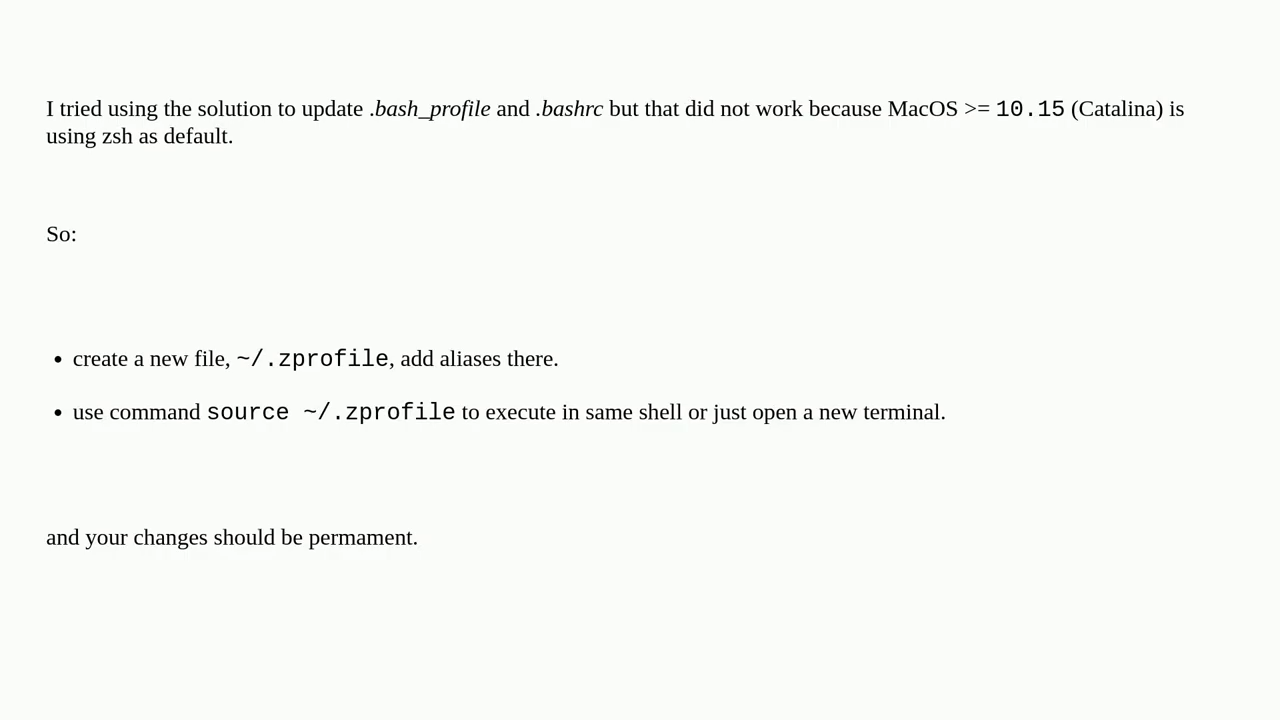 I tried using the solution to update .bash_profile and .bashrc but that did not work because MacOS >= 10.15 (Catalina) is
using zsh as default.
So:
• create a new file, ~/.zprofile, add aliases there.
• use command source ~/.zprofile to execute in same shell or just open a new terminal.
and your changes should be permament.